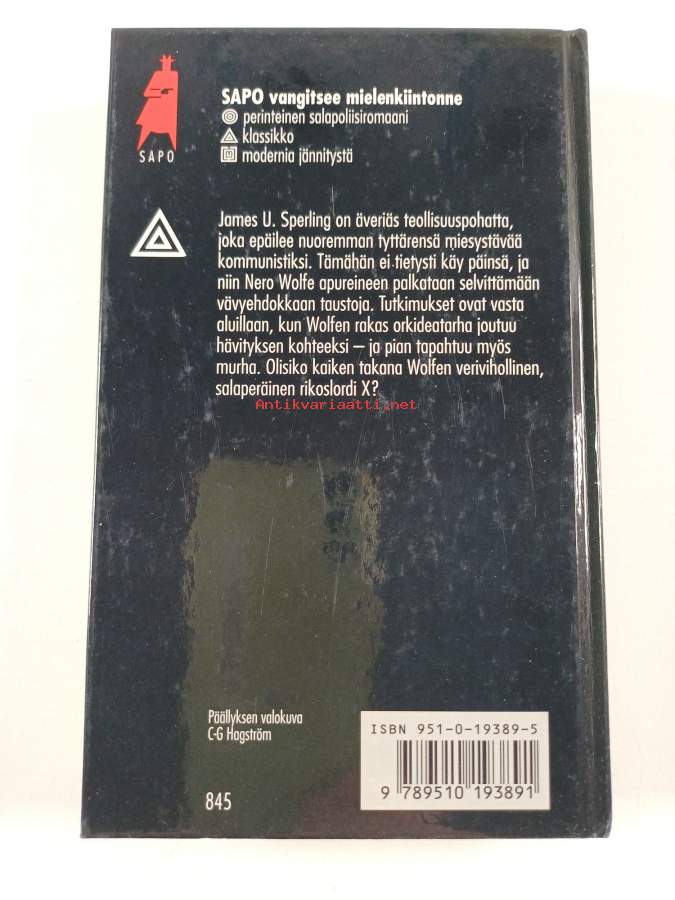 SAPO vangitsee mielenkiintonne
perinteinen salapoliisiromaani
klassikko
modernia jännitystä
SAPO
James U. Sperling on äveriäs teollisuuspohatta,
joka epäilee nuoremman tyttärensä miesystävää
kommunistiksi. Tämähän ei tietysti käy päinsä, ja
niin Nero Wolfe apureineen palkataan selvittämään
vävyehdokkaan taustoja. Tutkimukset ovat vasta
aluillaan, kun Wolfen rakas orkideatarha joutuu
hävityksen kohteeksi – ja pian tapahtuu myös
murha. Olisiko kaiken takana Wolfen verivihollinen,
salaperäinen rikoslordi X?
Antikvariaatti.net
Päällyksen valokuva
C-G Hagström
845
ISBN 951-0-19389-5
9 789510 193891